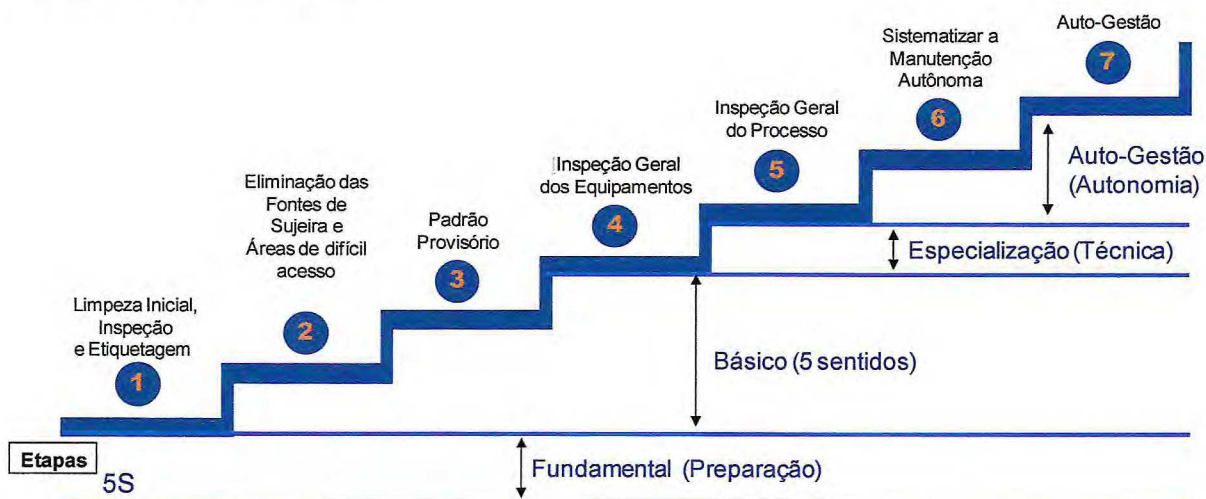 Limpeza Inicial,
Inspeção
e Etiquetagem
1
Eliminação das
Fontes de
Sujeira e
Áreas de difícil
acesso
2
Padrão
Provisório
3
Inspeção Geral
dos Equipamentos
4
Inspeção Geral
do Processo
5
Sistematizar a
Manutenção
Autônoma
6
Auto-Gestão
7
Auto-Gestão
(Autonomia)
Especialização (Técnica)
Básico (5 sentidos)
Fundamental (Preparação)
Etapas
5S